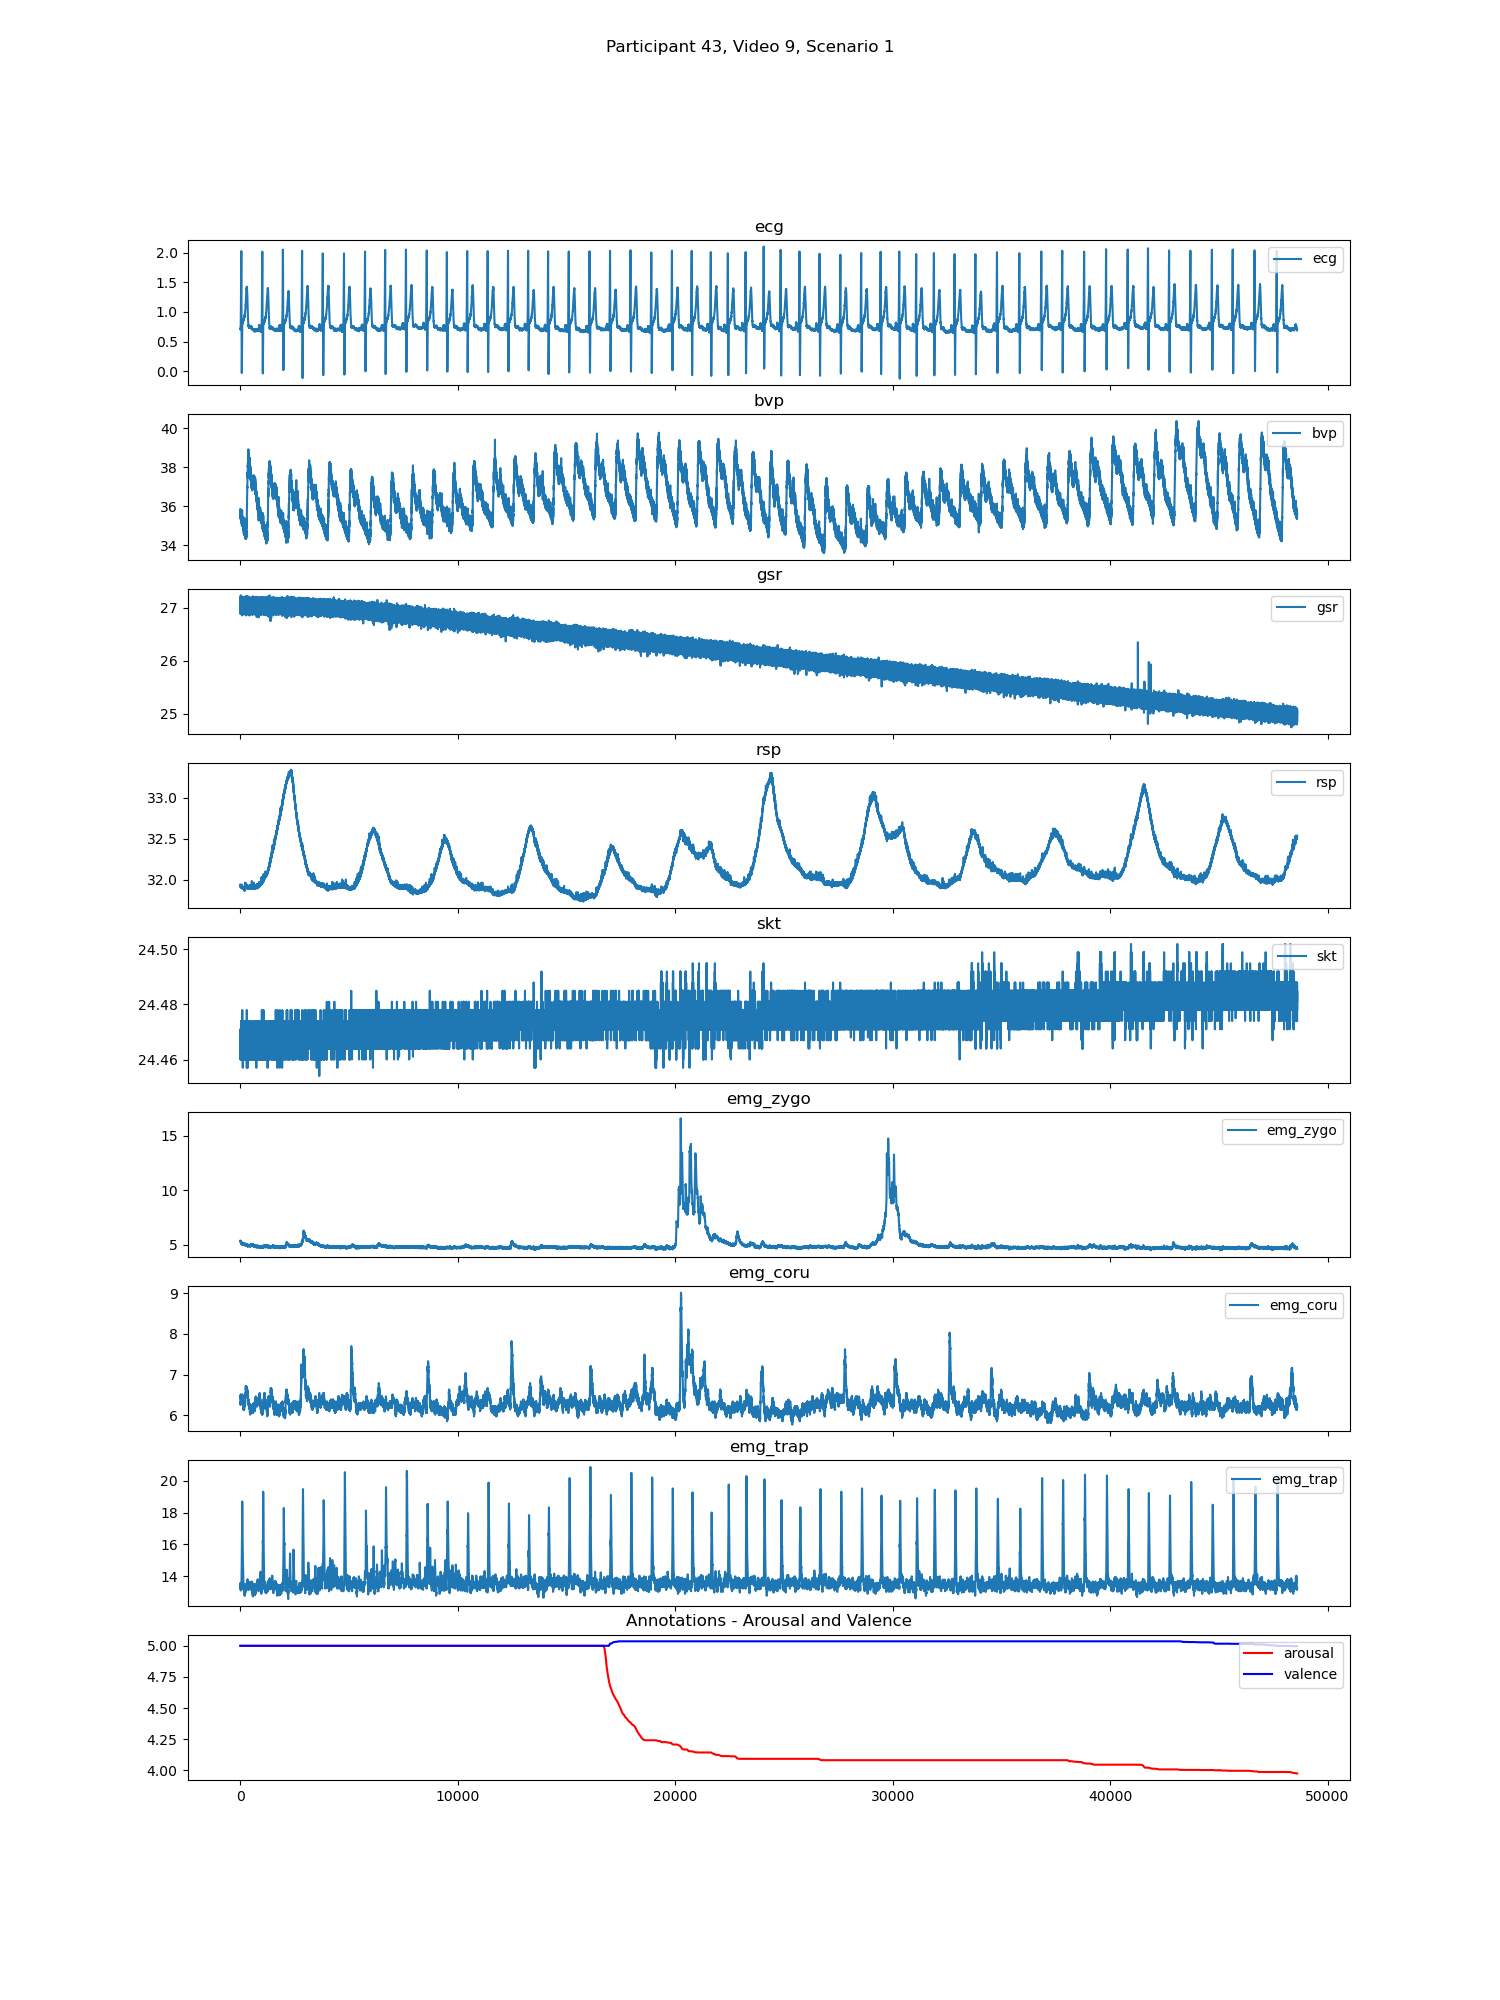 Participant 43, Video 9, Scenario 1
ecg
2.0
1.5
1.0
0.5
0.0
ecg
bvp
40
38
36
34
bvp
gsr
27
26
25
gsr
rsp
33.0
32.5
32.0
rsp
skt
24.50
24.48
24.46
skt
emg_zygo
15
10
5
emg_zygo
emg_coru
9
8
7
6
emg_coru
emg_trap
20
18
16
14
emg_trap
Annotations - Arousal and Valence
5.00
4.75
4.50
4.25
4.00
arousal
valence
0 10000 20000 30000 40000 50000